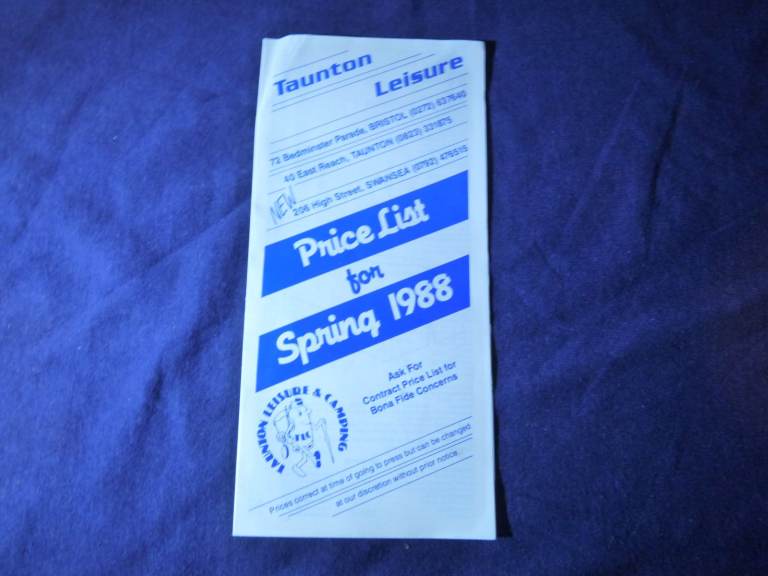 Taunton
Leisure
72 Bedminster Parade, BRISTOL (0272) 637640
40 East Reach, TAUNTON (0823) 331875
NEW
206 High Street, SWANSEA (0792) 476515
Price List
for
Spring 1988
Ask For
Contract Price List for
Bona Fide Concerns
TAUNTON LEISURE & CAMPING
TLC
Prices correct at time of going to press but can be changed
at our discretion without prior notice..